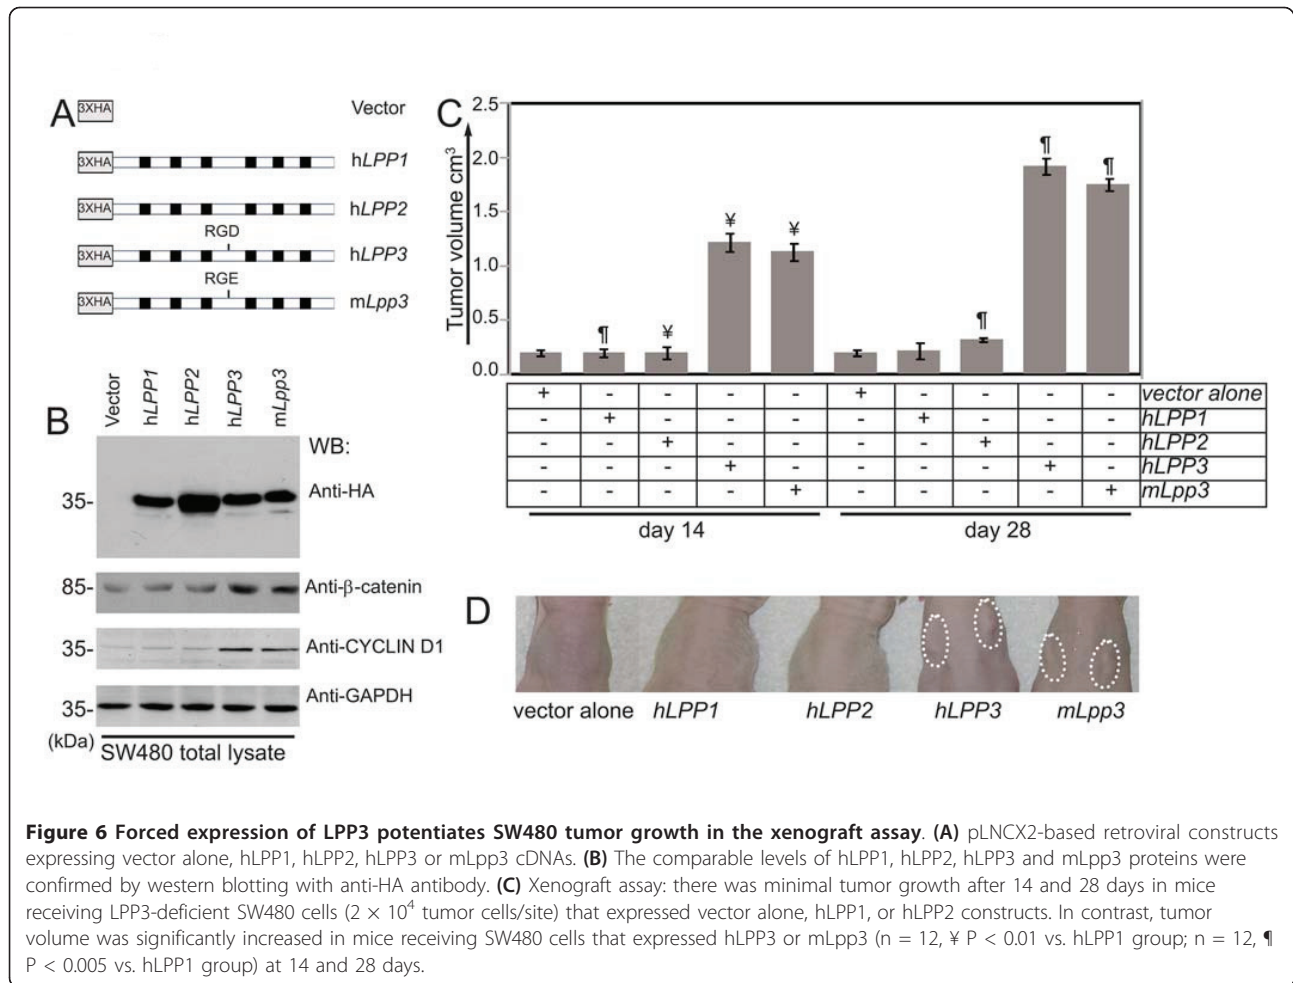 A
3XHA
Vector
3XHA
hLPP1
3XHA
hLPP2
RGD
3XHA
hLPP3
RGE
3XHA
mLpp3
B
Vector
hLPP1
hLPP2
hLPP3
mLpp3
WB:
35-
Anti-HA
85-
Anti-β-catenin
35-
Anti-CYCLIN D1
35-
Anti-GAPDH
(kDa)
SW480 total lysate
C
Tumor volume cm³
2.5
2.0
1.5
1.0
0.5
0.0
¶ ¥ ¥ ¥ ¶ ¶ ¶
+ - - - - + - - - - vector alone
- + - - - - + - - - hLPP1
- - + - - - - + - - hLPP2
- - - + - - - - + - hLPP3
- - - - + - - - - + mLpp3
day 14 day 28
D
vector alone hLPP1 hLPP2 hLPP3 mLpp3
Figure 6 Forced expression of LPP3 potentiates SW480 tumor growth in the xenograft assay. (A) pLNCX2-based retroviral constructs
expressing vector alone, hLPP1, hLPP2, hLPP3 or mLpp3 cDNAs. (B) The comparable levels of hLPP1, hLPP2, hLPP3 and mLpp3 proteins were
confirmed by western blotting with anti-HA antibody. (C) Xenograft assay: there was minimal tumor growth after 14 and 28 days in mice
receiving LPP3-deficient SW480 cells (2 × 10⁴ tumor cells/site) that expressed vector alone, hLPP1, or hLPP2 constructs. In contrast, tumor
volume was significantly increased in mice receiving SW480 cells that expressed hLPP3 or mLpp3 (n = 12, ¥ P < 0.01 vs. hLPP1 group; n = 12, ¶
P < 0.005 vs. hLPP1 group) at 14 and 28 days.